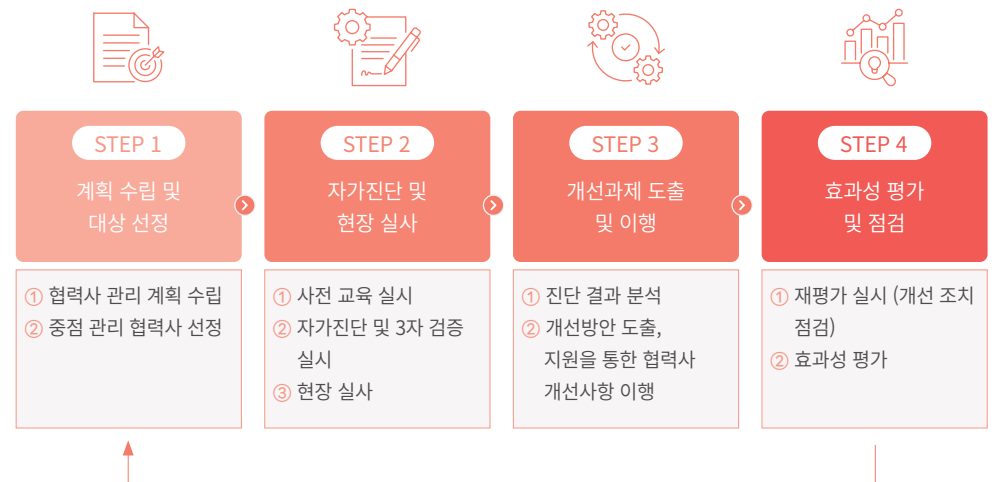 STEP 1
계획 수립 및
대상 선정
① 협력사 관리 계획 수립
② 중점 관리 협력사 선정
STEP 2
자가진단 및
현장 실사
① 사전 교육 실시
② 자가진단 및 3자 검증
실시
③ 현장 실사
STEP 3
개선과제 도출
및 이행
① 진단 결과 분석
② 개선방안 도출,
지원을 통한 협력사
개선사항 이행
STEP 4
효과성 평가
및 점검
① 재평가 실시 (개선 조치
점검)
② 효과성 평가